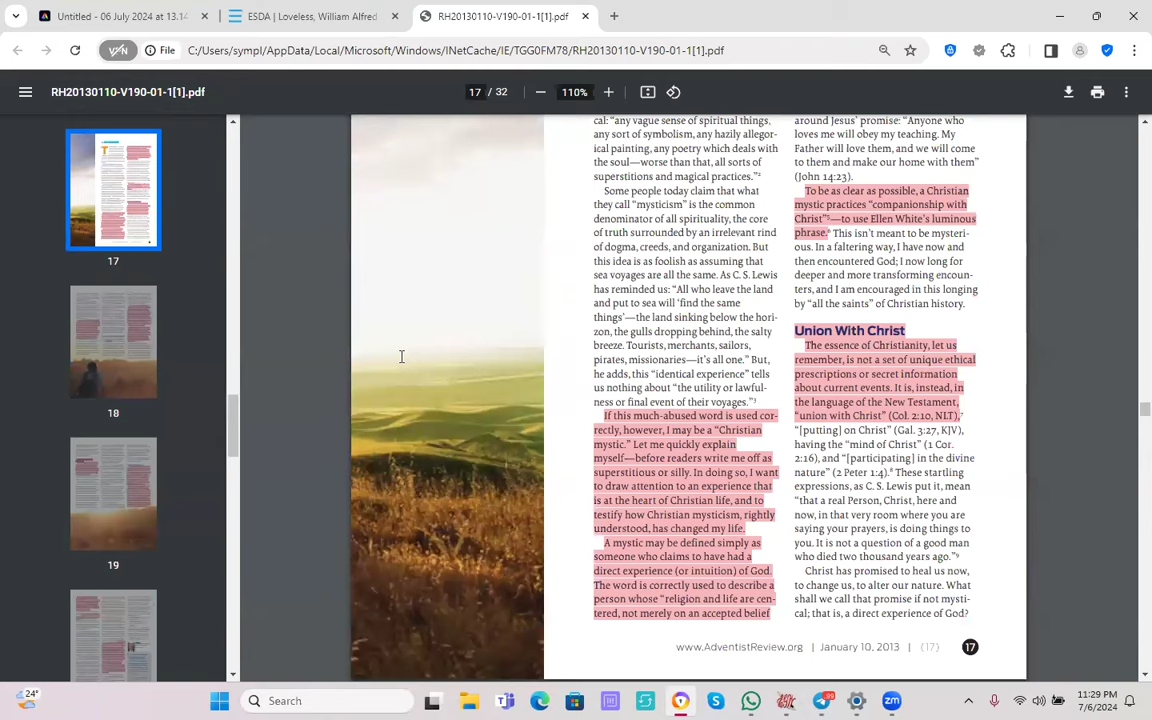 Untitled - 06 July 2024 at 13.14
ESDA | Loveless, William Alfred
RH20130110-V190-01-1[1].pdf
File
C:/Users/sympl/AppData/Local/Microsoft/Windows/INetCache/IE/TGG0FM78/RH20130110-V190-01-1[1].pdf
RH20130110-V190-01-1[1].pdf
17 / 32
110%
17
18
19
cal: “any vague sense of spiritual things,
any sort of symbolism, any hazily allegor-
ical painting, any poetry which deals with
the soul—worse than that, all sorts of
superstitions and magical practices.”2
Some people today claim that what
they call “mysticism” is the common
denominator of all spirituality, the core
of truth surrounded by an irrelevant rind
of dogma, creeds, and organization. But
this idea is as foolish as assuming that
sea voyages are all the same. As C. S. Lewis
has reminded us: “All who leave the land
and put to sea will ‘find the same
things’—the land sinking below the hori-
zon, the gulls dropping behind, the salty
breeze. Tourists, merchants, sailors,
pirates, missionaries—it’s all one.” But,
he adds, this “identical experience” tells
us nothing about “the utility or lawful-
ness or final event of their voyages.”3
If this much-abused word is used cor-
rectly, however, I may be a “Christian
mystic.” Let me quickly explain
myself—before readers write me off as
superstitious or silly. In doing so, I want
to draw attention to an experience that
is at the heart of Christian life, and to
testify how Christian mysticism, rightly
understood, has changed my life.
A mystic may be defined simply as
someone who claims to have had a
direct experience (or intuition) of God.
The word is correctly used to describe a
person whose “religion and life are cen-
tered, not merely on an accepted belief
around Jesus’ promise: “Anyone who
loves me will obey my teaching. My
Father will love them, and we will come
to them and make our home with them”
(John 14:23).
To be as clear as possible, a Christian
mystic practices “companionship with
Christ”5—to use Ellen White’s luminous
phrase.6 This isn’t meant to be mysteri-
ous. In a faltering way, I have now and
then encountered God; I now long for
deeper and more transforming encoun-
ters, and I am encouraged in this longing
by “all the saints” of Christian history.
Union With Christ
The essence of Christianity, let us
remember, is not a set of unique ethical
prescriptions or secret information
about current events. It is, instead, in
the language of the New Testament,
“union with Christ” (Col. 2:10, NLT),7
“[putting] on Christ” (Gal. 3:27, KJV),
having the “mind of Christ” (1 Cor.
2:16), and “[participating] in the divine
nature” (2 Peter 1:4).8 These startling
expressions, as C. S. Lewis put it, mean
“that a real Person, Christ, here and
now, in that very room where you are
saying your prayers, is doing things to
you. It is not a question of a good man
who died two thousand years ago.”9
Christ has promised to heal us now,
to change us, to alter our nature. What
shall we call that promise if not mysti-
cal; that is, a direct experience of God?
www.AdventistReview.org | January 10, 2013 | (17) 17
24°
Search
11:29 PM
7/6/2024